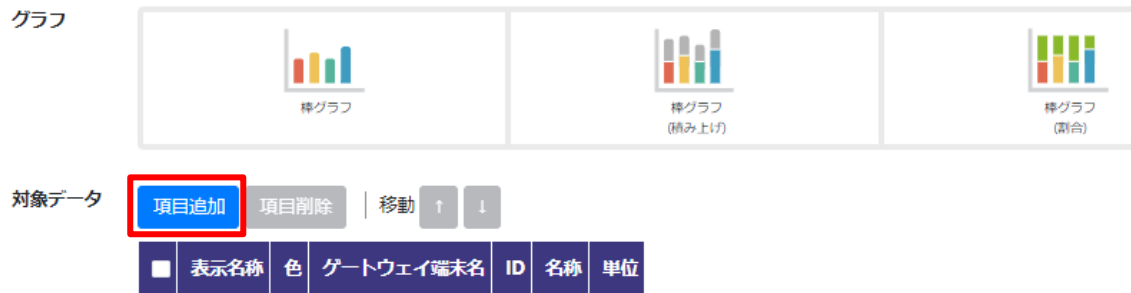 グラフ
棒グラフ
棒グラフ
(積み上げ)
棒グラフ
(割合)
対象データ
項目追加 項目削除 | 移動 ↑ ↓
表示名称 色 ゲートウェイ端末名 ID 名称 単位